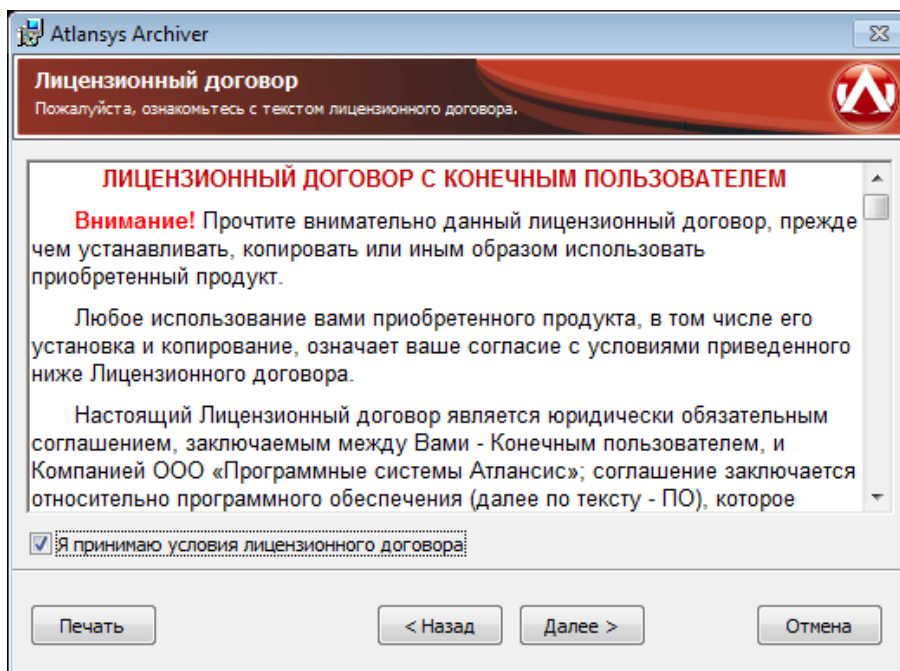 Atlansys Archiver
Лицензионный договор
Пожалуйста, ознакомьтесь с текстом лицензионного договора.
ЛИЦЕНЗИОННЫЙ ДОГОВОР С КОНЕЧНЫМ ПОЛЬЗОВАТЕЛЕМ
Внимание! Прочтите внимательно данный лицензионный договор, прежде
чем устанавливать, копировать или иным образом использовать
приобретенный продукт.
Любое использование вами приобретенного продукта, в том числе его
установка и копирование, означает ваше согласие с условиями приведенного
ниже Лицензионного договора.
Настоящий Лицензионный договор является юридически обязательным
соглашением, заключаемым между Вами - Конечным пользователем, и
Компанией ООО «Программные системы Атлансис»; соглашение заключается
относительно программного обеспечения (далее по тексту - ПО), которое
Я принимаю условия лицензионного договора
Печать
< Назад
Далее >
Отмена